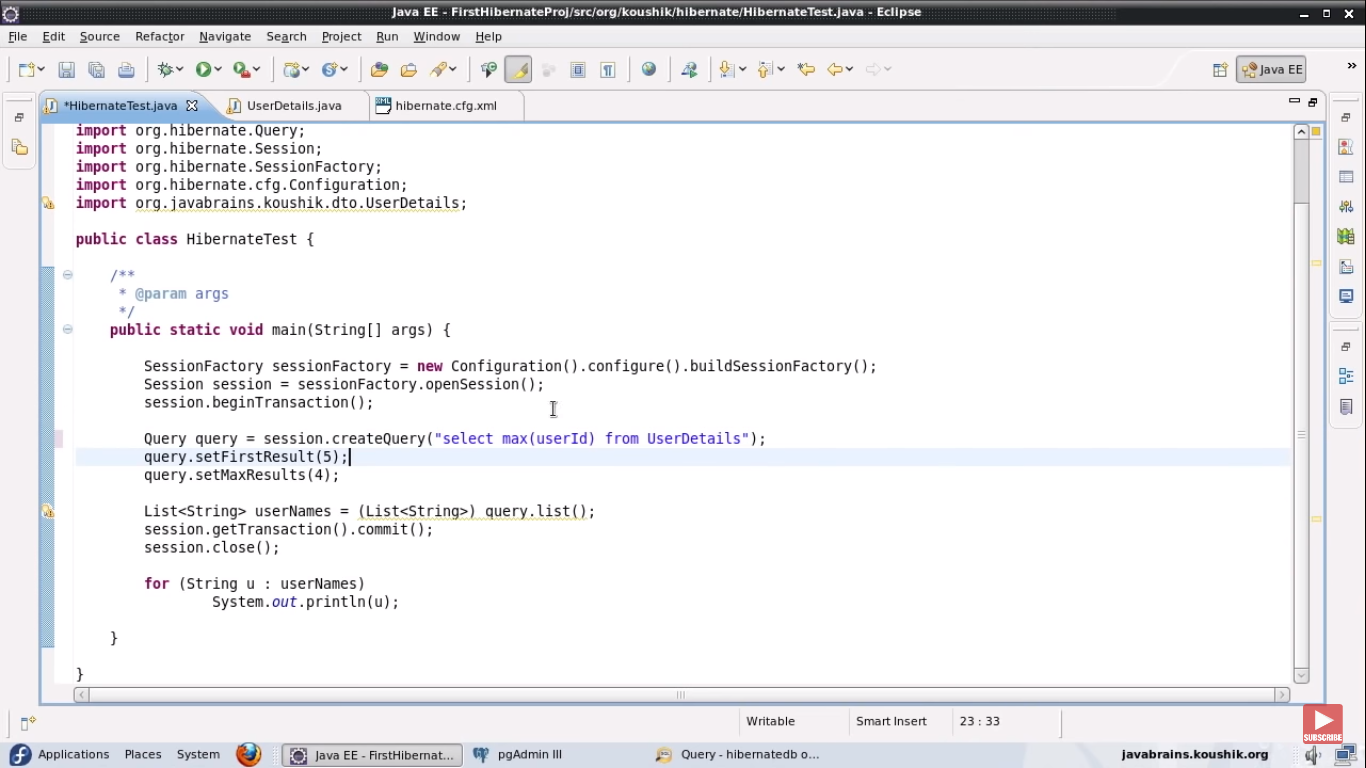 Java EE - FirstHibernateProj/src/org/koushik/hibernate/HibernateTest.java - Eclipse
File Edit Source Refactor Navigate Search Project Run Window Help
Java EE
*HibernateTest.java UserDetails.java hibernate.cfg.xml
import org.hibernate.Query;
import org.hibernate.Session;
import org.hibernate.SessionFactory;
import org.hibernate.cfg.Configuration;
import org.javabrains.koushik.dto.UserDetails;
public class HibernateTest {
/**
* @param args
*/
public static void main(String[] args) {
SessionFactory sessionFactory = new Configuration().configure().buildSessionFactory();
Session session = sessionFactory.openSession();
session.beginTransaction();
Query query = session.createQuery("select max(userId) from UserDetails");
query.setFirstResult(5);
query.setMaxResults(4);
List<String> userNames = (List<String>) query.list();
session.getTransaction().commit();
session.close();
for (String u : userNames)
System.out.println(u);
}
}
Writable Smart Insert 23 : 33
SUBSCRIBE
Applications Places System Java EE - FirstHibernat... pgAdmin III Query - hibernatedb o... javabrains.koushik.org